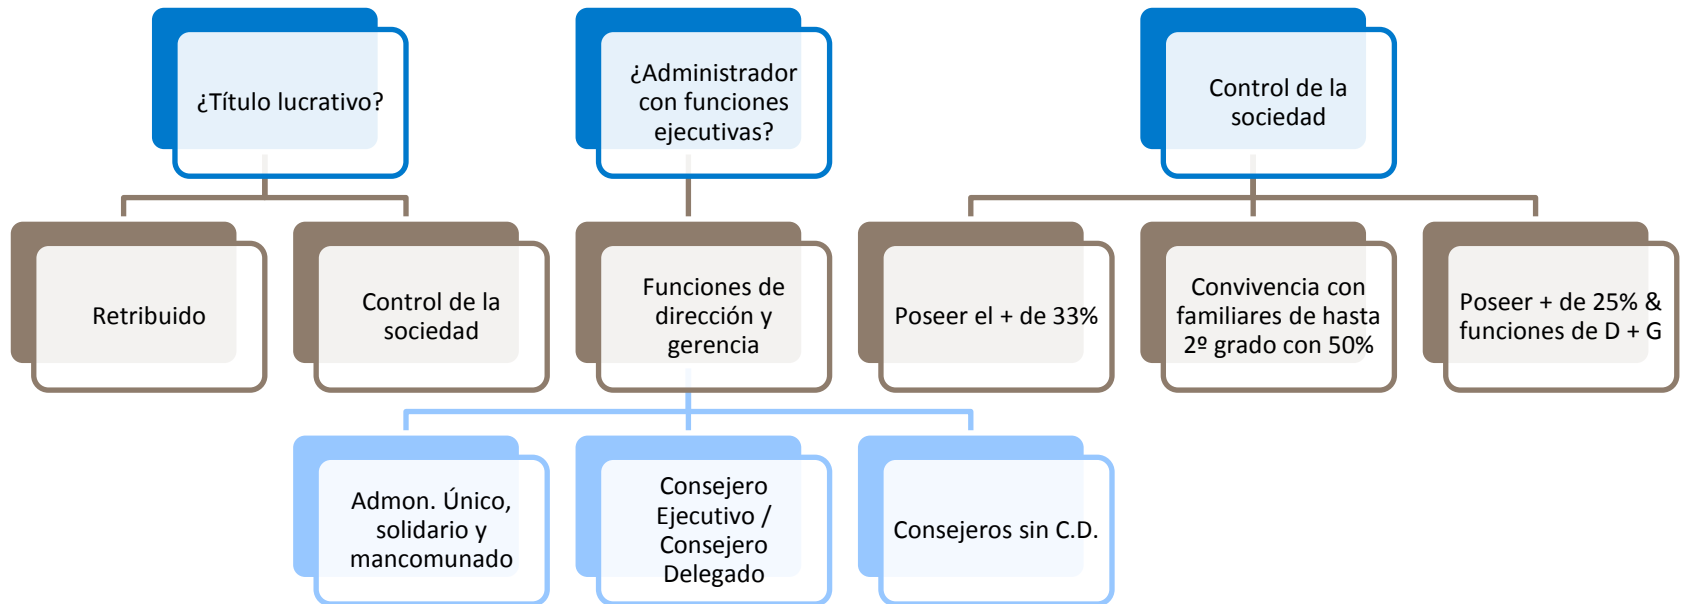 ¿Título lucrativo?
¿Administrador
con funciones
ejecutivas?
Control de la
sociedad
Retribuido
Control de la
sociedad
Funciones de
dirección y
gerencia
Poseer el + de 33%
Convivencia con
familiares de hasta
2º grado con 50%
Poseer + de 25% &
funciones de D + G
Admon. Único,
solidario y
mancomunado
Consejero
Ejecutivo /
Consejero
Delegado
Consejeros sin C.D.